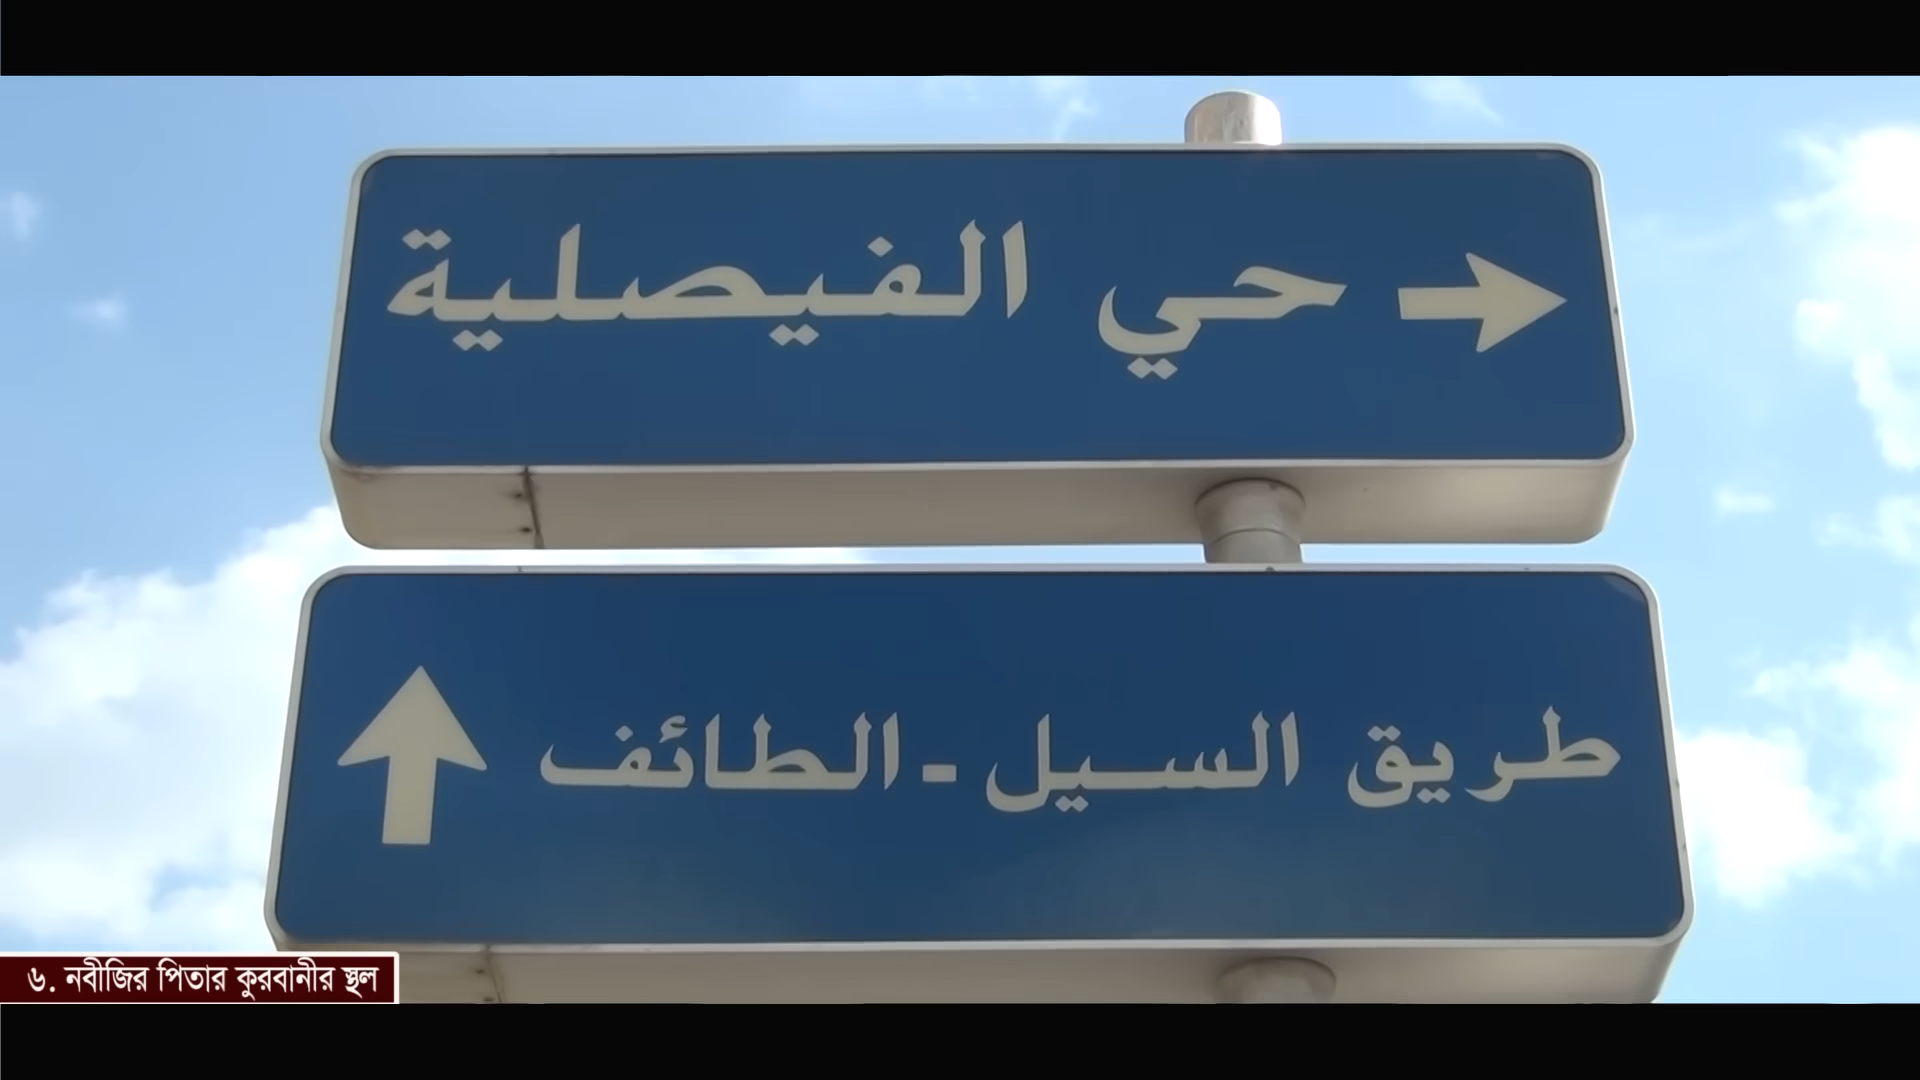 حي الفيصلية
طريق السيل - الطائف
৬. নবীজির পিতার কুরবানীর স্থল